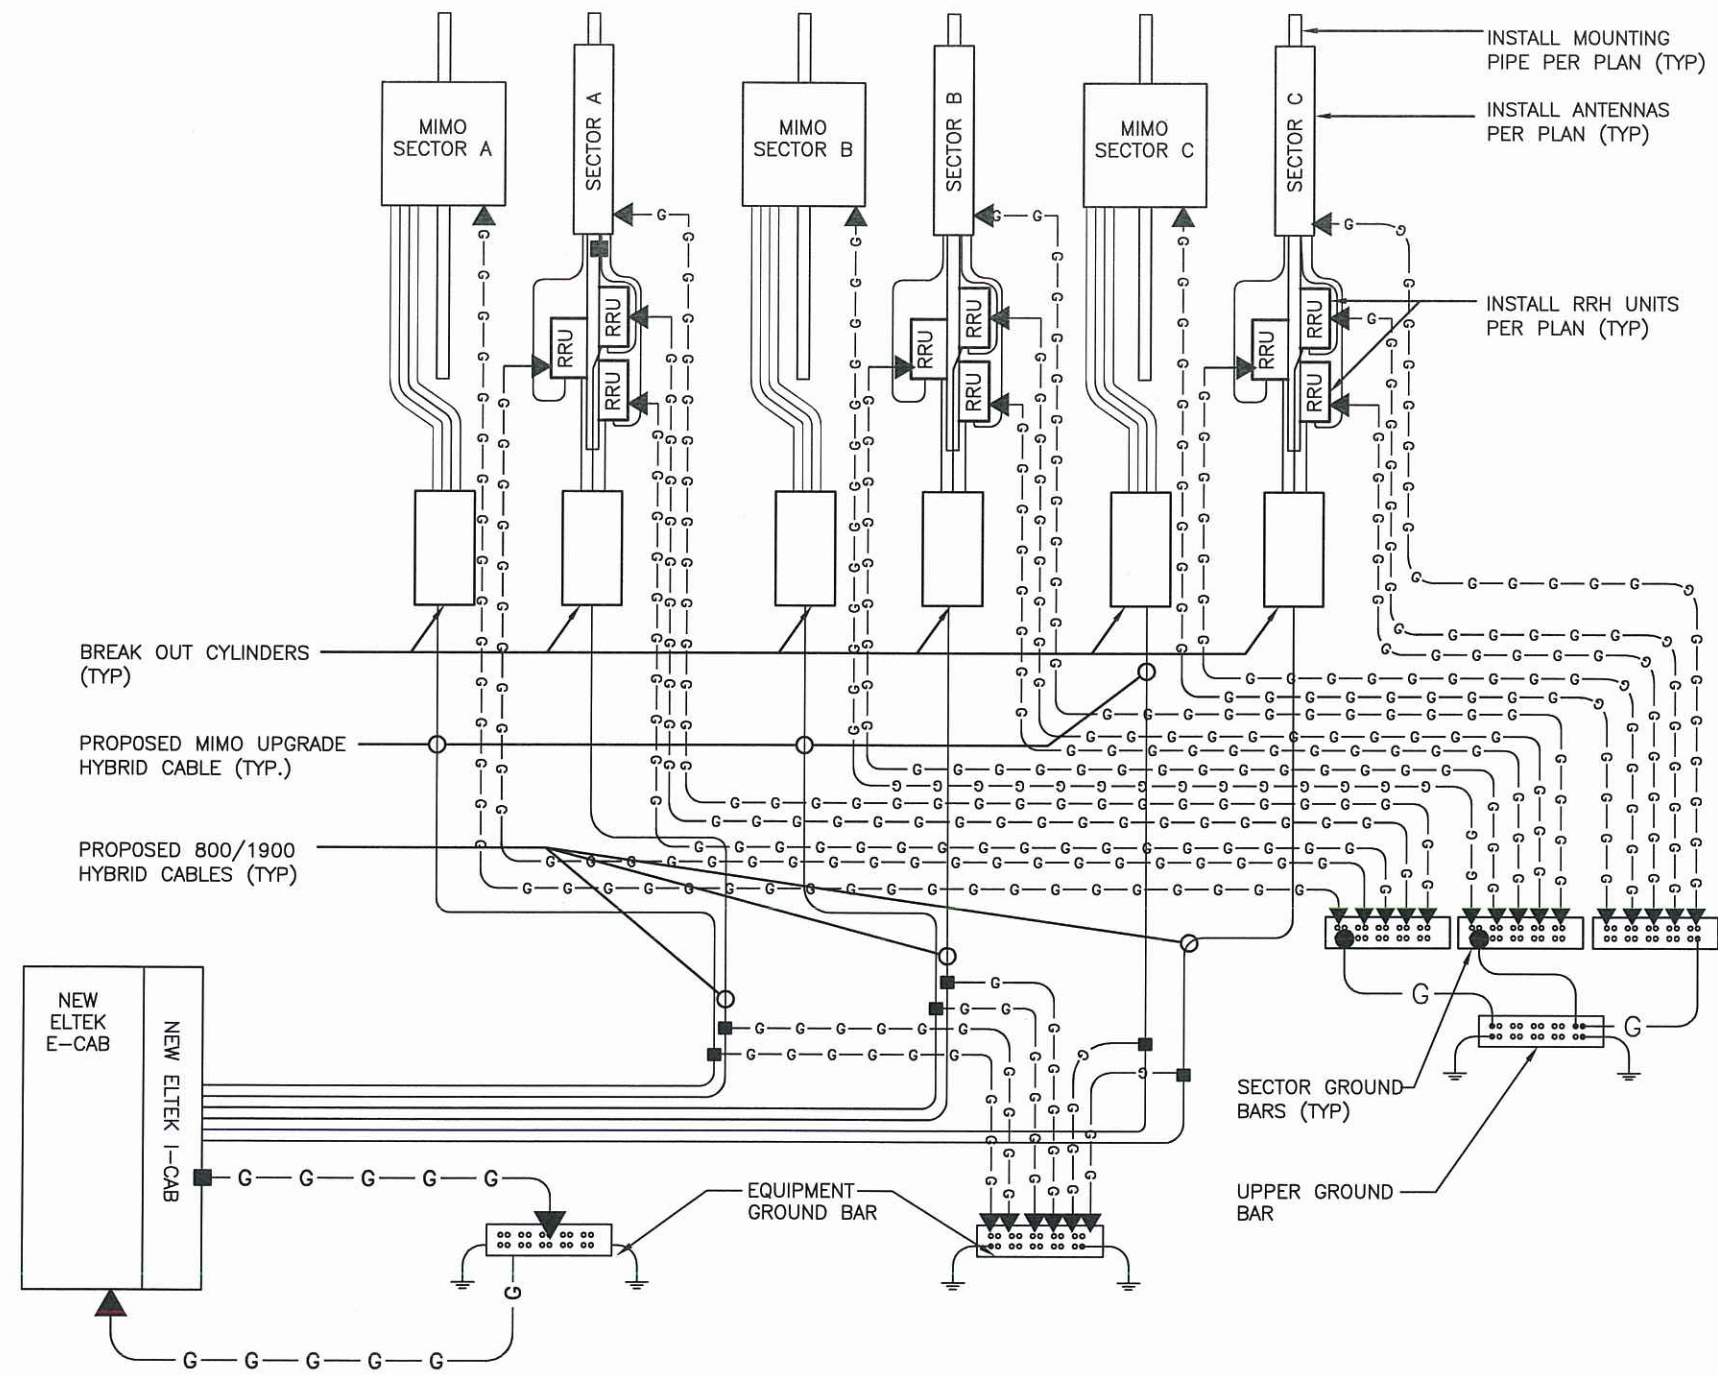 INSTALL MOUNTING
PIPE PER PLAN (TYP)
MIMO
SECTOR A
SECTOR A
MIMO
SECTOR B
SECTOR B
MIMO
SECTOR C
SECTOR C
INSTALL ANTENNAS
PER PLAN (TYP)
RRU
RRU
RRU
RRU
RRU
RRU
RRU
RRU
RRU
INSTALL RRH UNITS
PER PLAN (TYP)
BREAK OUT CYLINDERS
(TYP)
PROPOSED MIMO UPGRADE
HYBRID CABLE (TYP.)
PROPOSED 800/1900
HYBRID CABLES (TYP)
NEW
ELTEK
E-CAB
NEW ELTEK I-CAB
SECTOR GROUND
BARS (TYP)
EQUIPMENT
GROUND BAR
UPPER GROUND
BAR
G G G G G
G
G G G G G
G
G